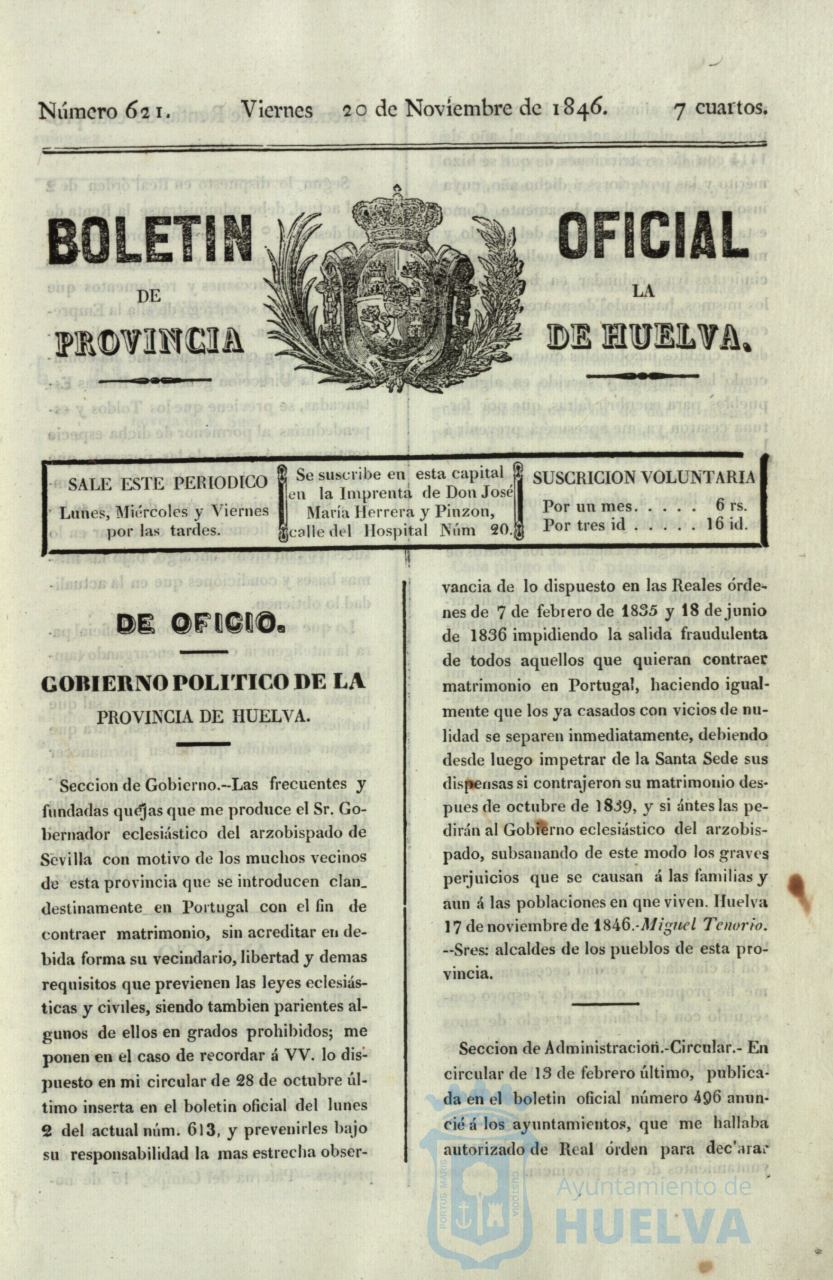 Número 621. Viernes 20 de Noviembre de 1846. 7 cuartos.
BOLETIN OFICIAL
DE LA
PROVINCIA DE HUELVA.
SALE ESTE PERIODICO
Lunes, Miércoles y Viernes
por las tardes.
Se suscribe en esta capital
en la Imprenta de Don José
María Herrera y Pinzon,
calle del Hospital Núm 20.
SUSCRICION VOLUNTARIA
Por un mes. . . . . 6 rs.
Por tres id . . . . . 16 id.
DE OFICIO.
GOBIERNO POLITICO DE LA
PROVINCIA DE HUELVA.
Seccion de Gobierno.--Las frecuentes y
fundadas quejas que me produce el Sr. Go-
bernador eclesiástico del arzobispado de
Sevilla con motivo de los muchos vecinos
de esta provincia que se introducen clan_
destinamente en Portugal con el fin de
contraer matrimonio, sin acreditar en de-
bida forma su vecindario, libertad y demas
requisitos que previenen las leyes eclesiás-
ticas y civiles, siendo tambien parientes al-
gunos de ellos en grados prohibidos; me
ponen en el caso de recordar á VV. lo dis-
puesto en mi circular de 28 de octubre úl-
timo inserta en el boletin oficial del lunes
2 del actual núm. 613, y prevenirles bajo
su responsabilidad la mas estrecha obser-
vancia de lo dispuesto en las Reales órde-
nes de 7 de febrero de 1835 y 18 de junio
de 1836 impidiendo la salida fraudulenta
de todos aquellos que quieran contraer
matrimonio en Portugal, haciendo igual-
mente que los ya casados con vicios de nu-
lidad se separen inmediatamente, debiendo
desde luego impetrar de la Santa Sede sus
dispensas si contrajeron su matrimonio des-
pues de octubre de 1839, y si ántes las pe-
dirán al Gobierno eclesiástico del arzobis-
pado, subsanando de este modo los graves
perjuicios que se causan á las familias y
aun á las poblaciones en qne viven. Huelva
17 de noviembre de 1846.-Miguel Tenorio.
--Sres: alcaldes de los pueblos de esta pro-
vincia.
Seccion de Administracion.-Circular.- En
circular de 13 de febrero último, publica-
da en el boletin oficial número 496 anun-
cié á los ayuntamientos, que me hallaba
autorizado de Real órden para declarar
PORTUS MARIS
CUSTODIA
Ayuntamiento de
HUELVA